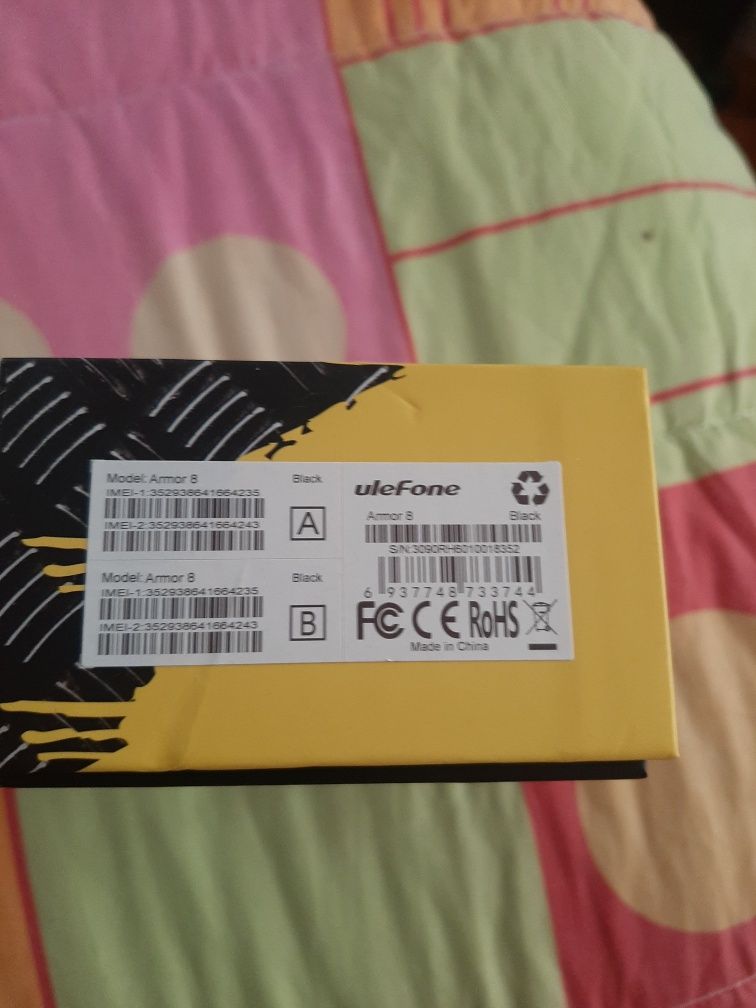 Model: Armor 8 Black
IMEI-1:352938641664235
A
IMEI-2:352938641664243
Model: Armor 8 Black
IMEI-1:352938641664235
B
IMEI-2:352938641664243
uleFone
Armor 8 Black
S/N:3090RH6010018352
6 937748 733744
FC CE RoHS
Made in China